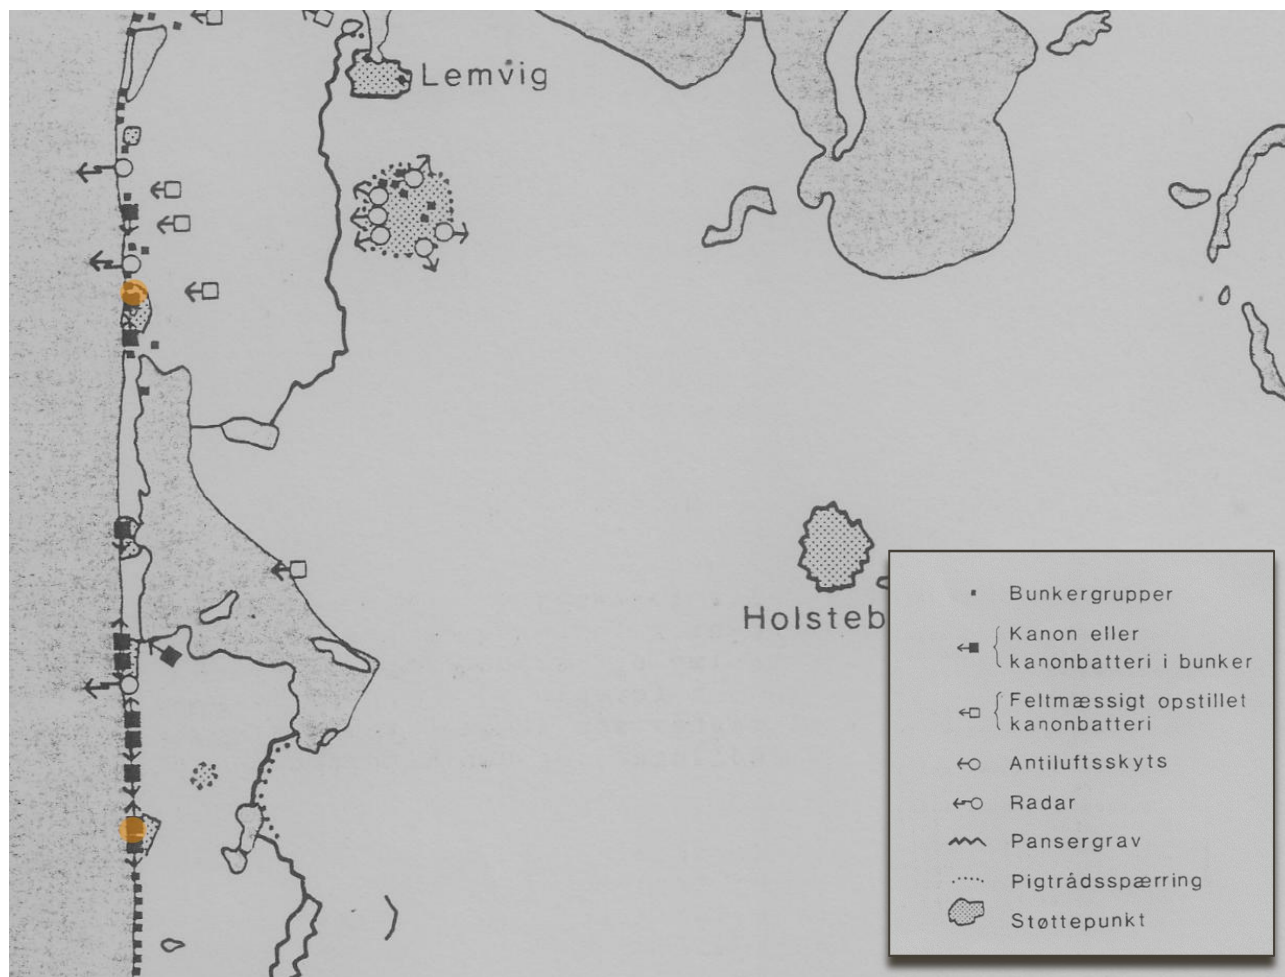 Lemvig
Holsteb
Bunkergrupper
Kanon eller
kanonbatteri i bunker
Feltmæssigt opstillet
kanonbatteri
Antiluftsskyts
Radar
Pansergrav
Pigtrådsspærring
Støttepunkt